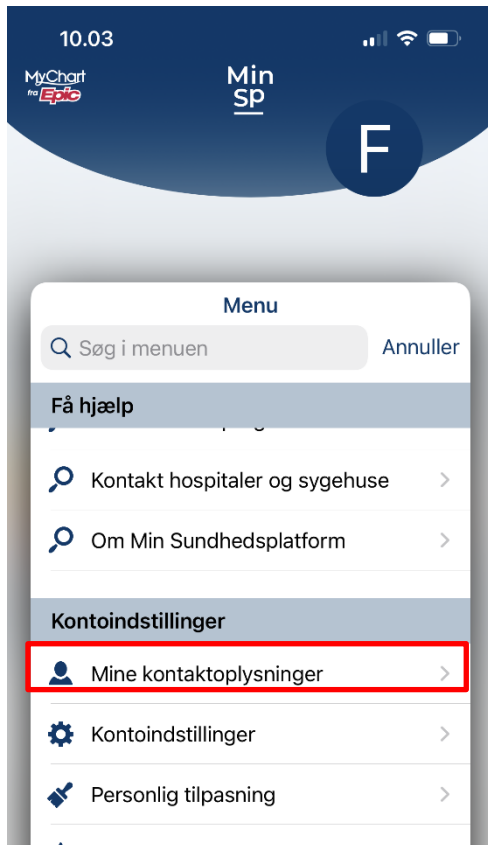 10.03
MyChart
fra Epic
Min
SP
F
Menu
Søg i menuen
Annuller
Få hjælp
Kontakt hospitaler og sygehuse
Om Min Sundhedsplatform
Kontoindstillinger
Mine kontaktoplysninger
Kontoindstillinger
Personlig tilpasning